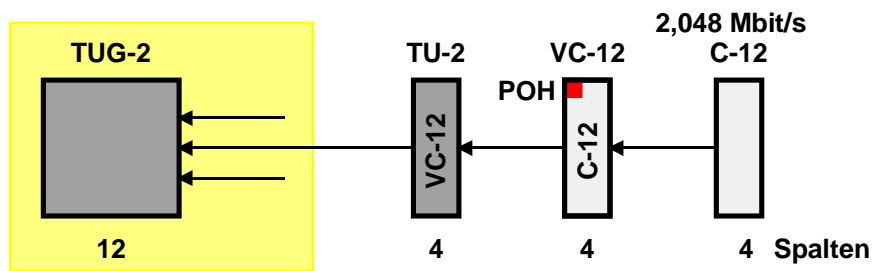 2,048 Mbit/s
TUG-2 TU-2 VC-12 C-12
POH
VC-12
C-12
12 4 4 4 Spalten